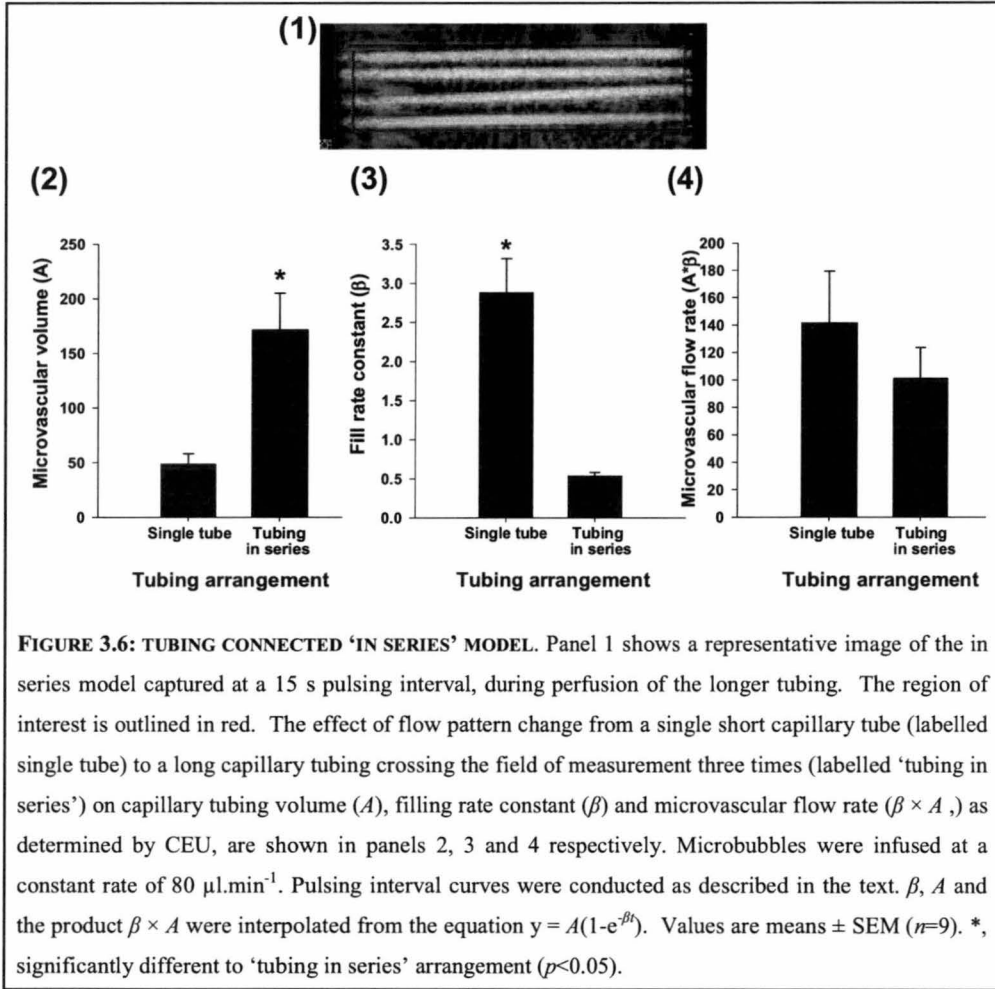 (1)
(2)
(3)
(4)
Microvascular volume (A)
250
200
150
100
50
0
*
Single tube
Tubing
in series
Tubing arrangement
Fill rate constant (β)
3.5
3.0
2.5
2.0
1.5
1.0
0.5
0.0
*
Single tube
Tubing
in series
Tubing arrangement
Microvascular flow rate (A*β)
200
180
160
140
120
100
80
60
40
20
0
Single tube
Tubing
in series
Tubing arrangement
FIGURE 3.6: TUBING CONNECTED ‘IN SERIES’ MODEL. Panel 1 shows a representative image of the in
series model captured at a 15 s pulsing interval, during perfusion of the longer tubing. The region of
interest is outlined in red. The effect of flow pattern change from a single short capillary tube (labelled
single tube) to a long capillary tubing crossing the field of measurement three times (labelled ‘tubing in
series’) on capillary tubing volume (A), filling rate constant (β) and microvascular flow rate (β × A ,) as
determined by CEU, are shown in panels 2, 3 and 4 respectively. Microbubbles were infused at a
constant rate of 80 µl.min⁻¹. Pulsing interval curves were conducted as described in the text. β, A and
the product β × A were interpolated from the equation y = A(1-e^-βt). Values are means ± SEM (n=9). *,
significantly different to ‘tubing in series’ arrangement (p<0.05).